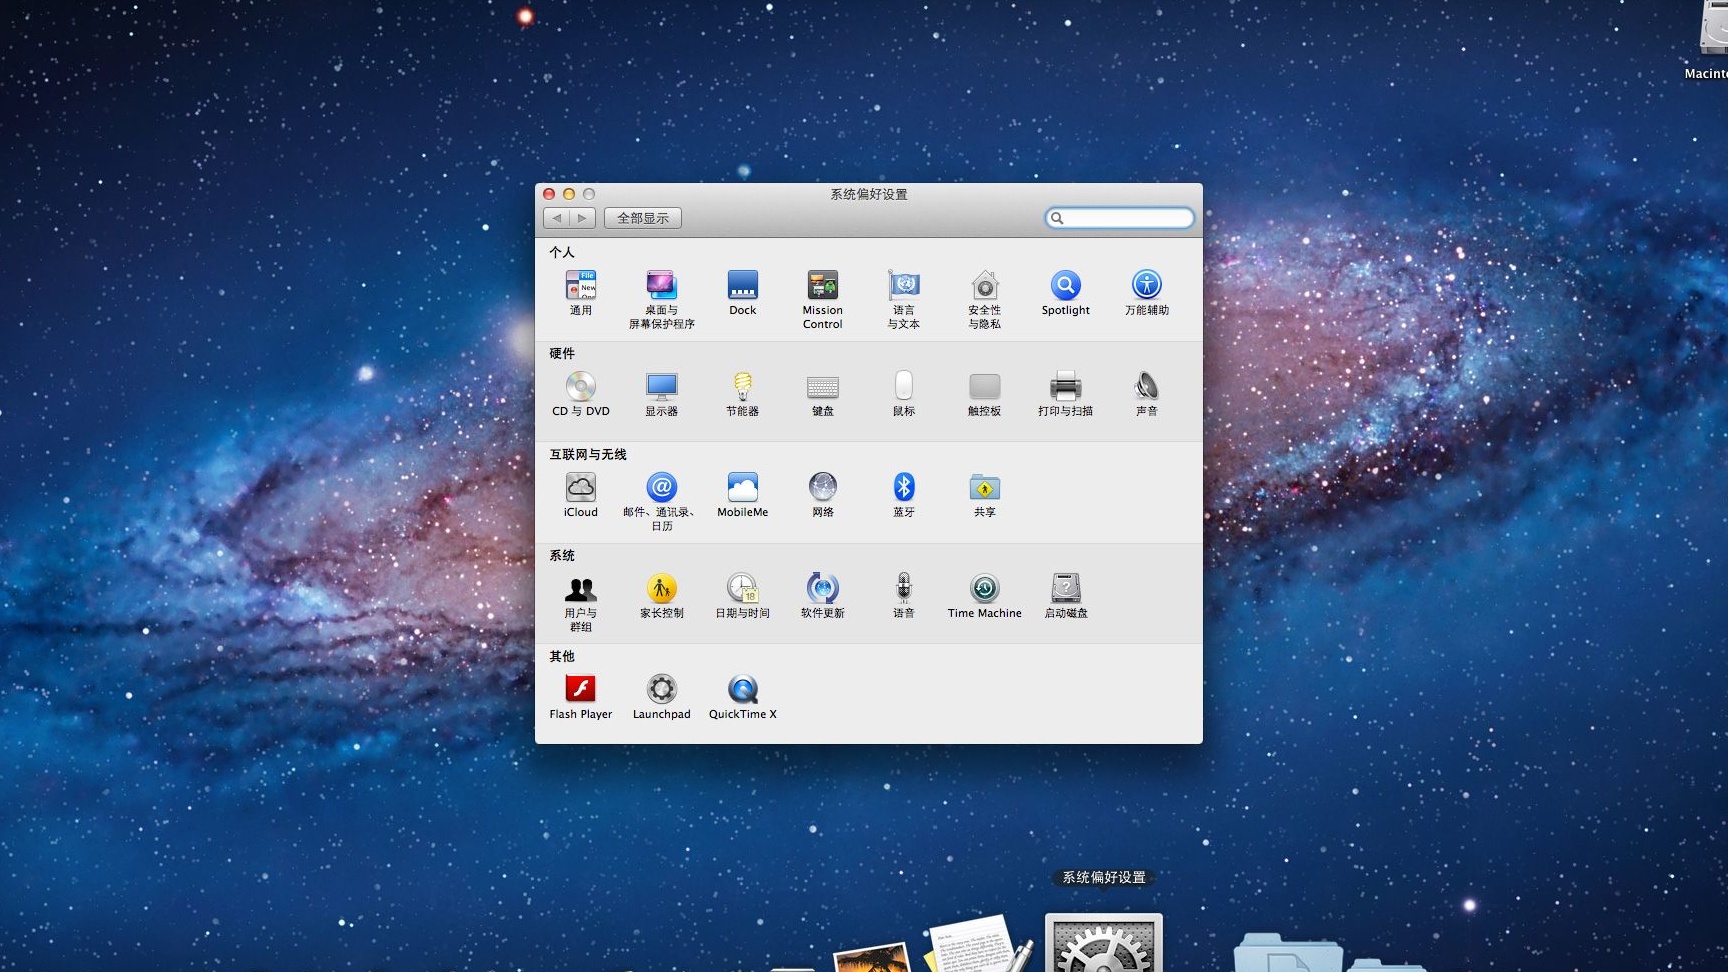 Macint
系统偏好设置
全部显示
个人
File
New
通用
桌面与
屏幕保护程序
Dock
Mission
Control
语言
与文本
安全性
与隐私
Spotlight
万能辅助
硬件
CD 与 DVD
显示器
节能器
键盘
鼠标
触控板
打印与扫描
声音
互联网与无线
iCloud
邮件、通讯录、
日历
MobileMe
网络
蓝牙
共享
系统
用户与
群组
家长控制
18
日期与时间
软件更新
语音
Time Machine
启动磁盘
其他
Flash Player
Launchpad
QuickTime X
系统偏好设置